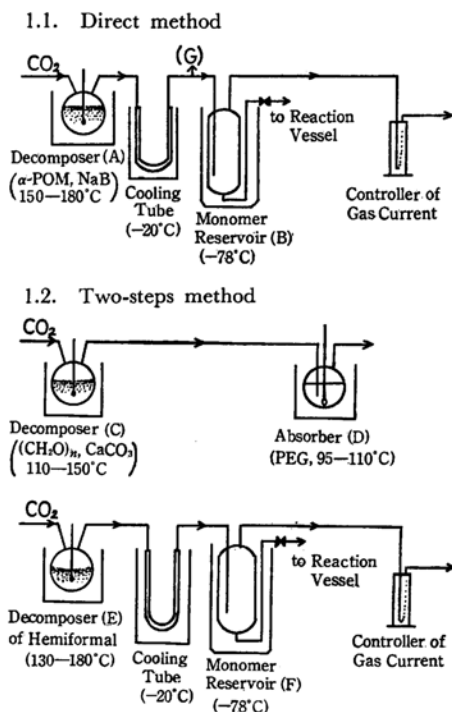 1.1. Direct method
CO₂
(G)
to Reaction
Vessel
Decomposer (A)
(α-POM, NaB)
150—180°C
Cooling
Tube
(−20°C)
Monomer
Reservoir (B)
(−78°C)
Controller of
Gas Current
1.2. Two-steps method
CO₂
Decomposer (C)
((CH₂O)ₙ, CaCO₃)
110—150°C
Absorber (D)
(PEG, 95—110°C)
CO₂
to Reaction
Vessel
Decomposer (E)
of Hemiformal
(130—180°C)
Cooling
Tube
(−20°C)
Monomer
Reservoir (F)
(−78°C)
Controller of
Gas Current